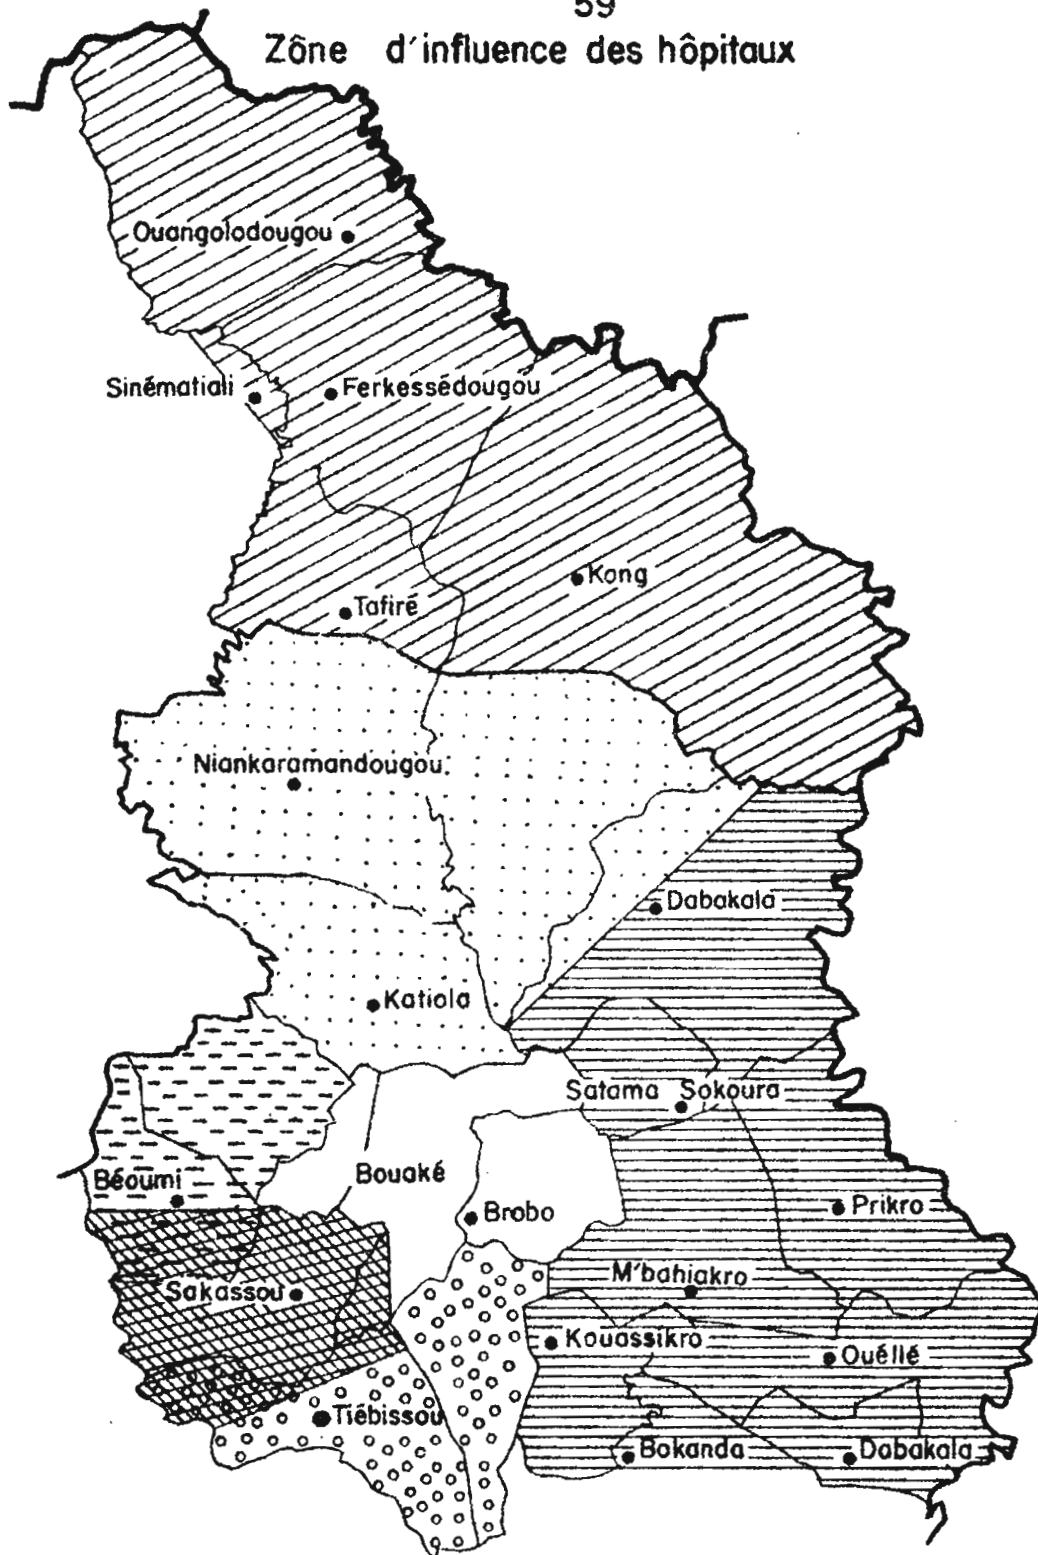 59
Zône d'influence des hôpitaux
Ouangolodougou
Sinématiali
Ferkessédougou
Kong
Tafiré
Niankaramandougou
Dabakala
Katiola
Satama Sokoura
Béoumi
Bouaké
Brobo
Prikro
M'bahiakro
Sakassou
Kouassikro
Ouéllé
Tiébissou
Bokanda
Dabakala